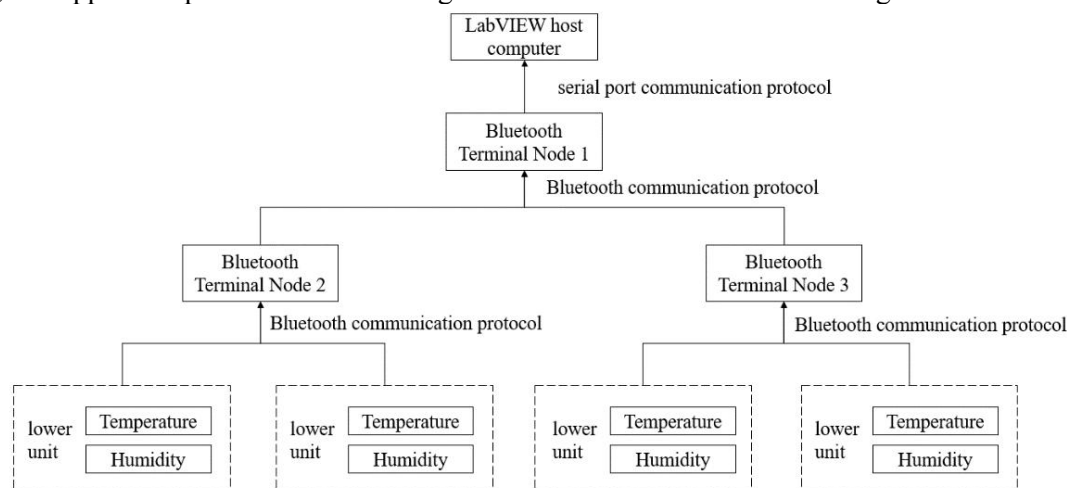 LabVIEW host
computer
serial port communication protocol
Bluetooth
Terminal Node 1
Bluetooth communication protocol
Bluetooth
Terminal Node 2
Bluetooth
Terminal Node 3
Bluetooth communication protocol
Bluetooth communication protocol
lower
unit
Temperature
Humidity
lower
unit
Temperature
Humidity
lower
unit
Temperature
Humidity
lower
unit
Temperature
Humidity